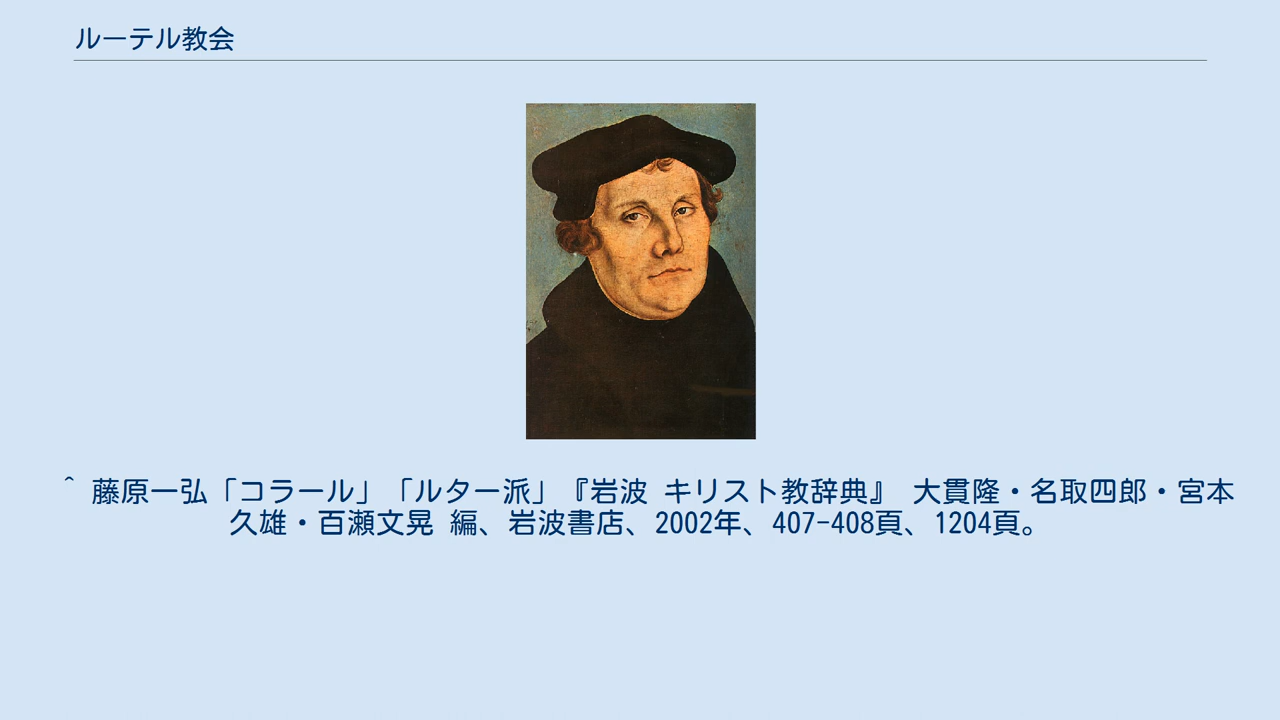 ルーテル教会
^ 藤原一弘「コラール」「ルター派」『岩波 キリスト教辞典』 大貫隆・名取四郎・宮本
久雄・百瀬文晃 編、岩波書店、2002年、407-408頁、1204頁。